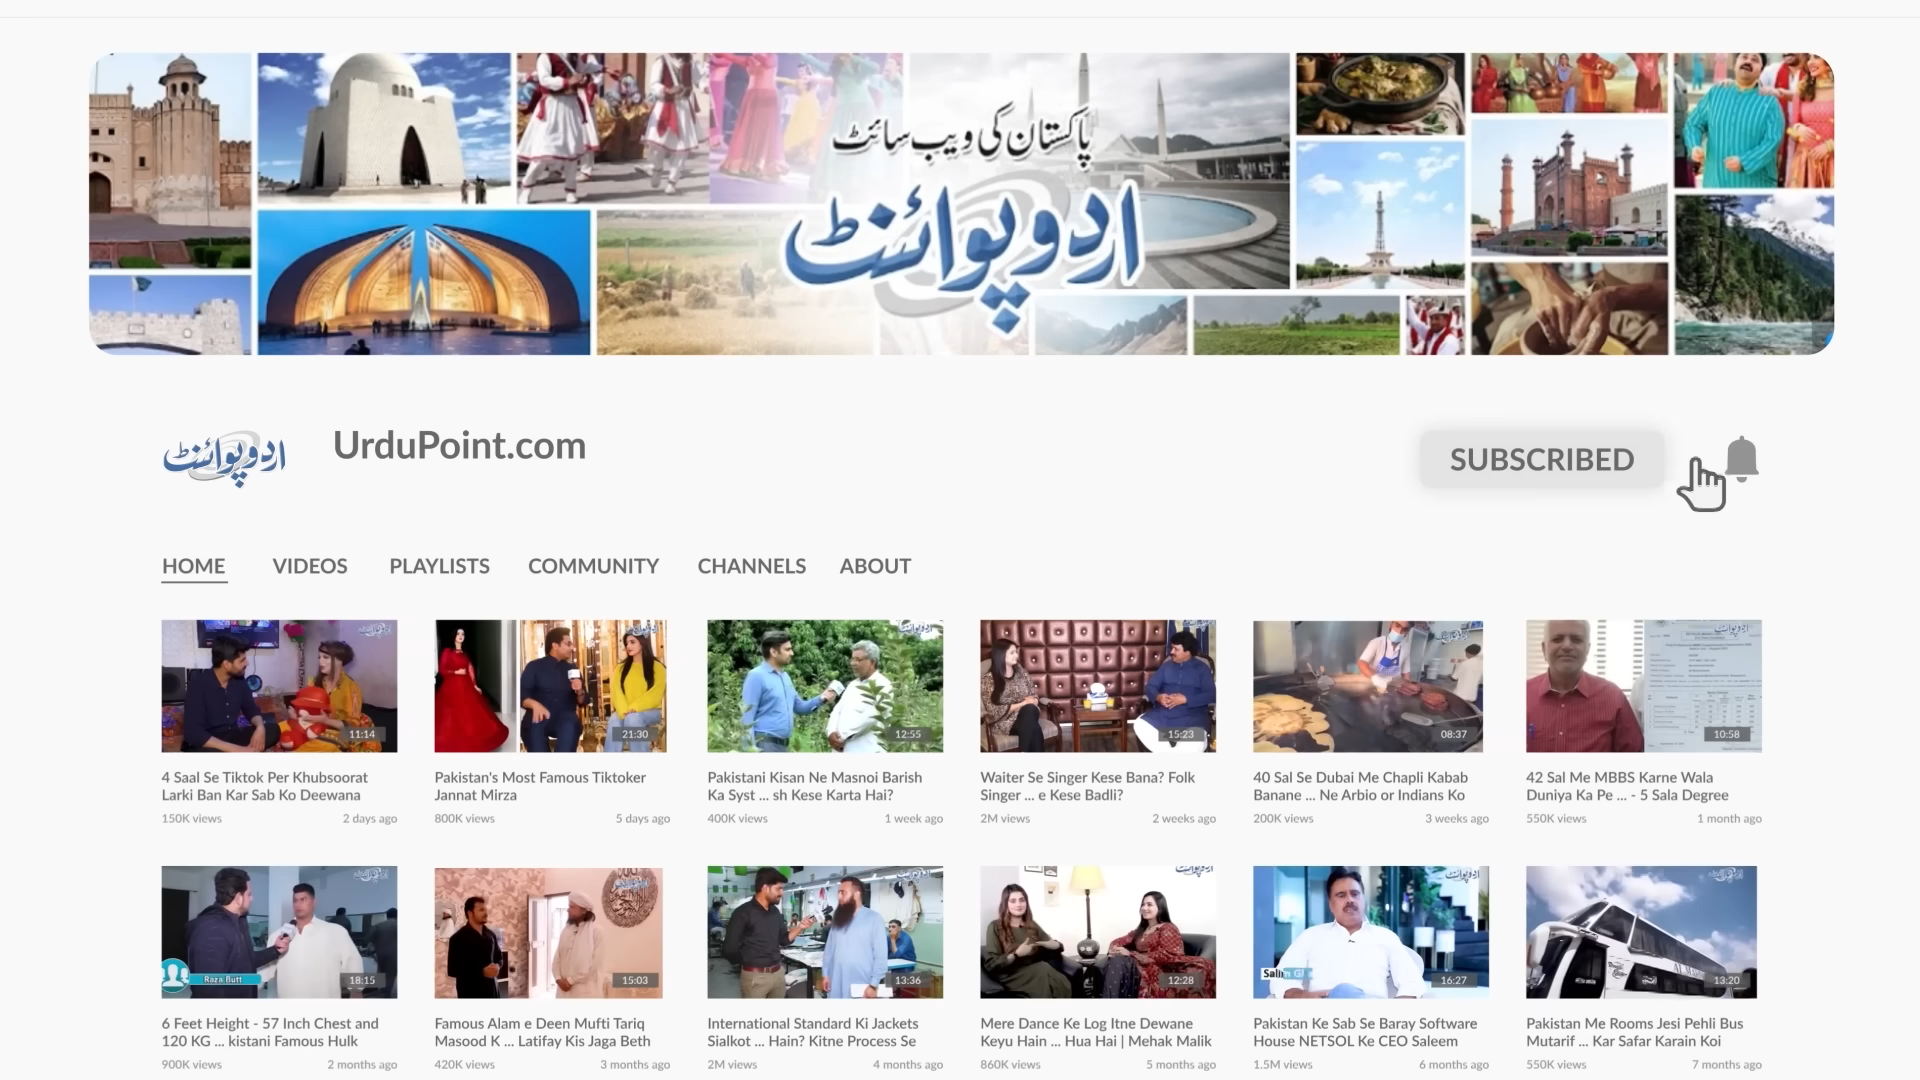 پاکستان کی ویب سائٹ
اردو پوائنٹ
اردو پوائنٹ
UrduPoint.com
SUBSCRIBED
HOME VIDEOS PLAYLISTS COMMUNITY CHANNELS ABOUT
11:14
21:30
12:55
15:23
08:37
10:58
4 Saal Se Tiktok Per Khubsoorat
Larki Ban Kar Sab Ko Deewana
150K views 2 days ago
Pakistan's Most Famous Tiktoker
Jannat Mirza
800K views 5 days ago
Pakistani Kisan Ne Masnoi Barish
Ka Syst ... sh Kese Karta Hai?
400K views 1 week ago
Waiter Se Singer Kese Bana? Folk
Singer ... e Kese Badli?
2M views 2 weeks ago
40 Sal Se Dubai Me Chapli Kabab
Banane ... Ne Arbio or Indians Ko
200K views 3 weeks ago
42 Sal Me MBBS Karne Wala
Duniya Ka Pe ... - 5 Sala Degree
550K views 1 month ago
Raza Butt
18:15
15:03
13:36
12:28
16:27
13:20
6 Feet Height - 57 Inch Chest and
120 KG ... kistani Famous Hulk
900K views 2 months ago
Famous Alam e Deen Mufti Tariq
Masood K ... Latifay Kis Jaga Beth
420K views 3 months ago
International Standard Ki Jackets
Sialkot ... Hain? Kitne Process Se
2M views 4 months ago
Mere Dance Ke Log Itne Dewane
Keyu Hain ... Hua Hai | Mehak Malik
860K views 5 months ago
Pakistan Ke Sab Se Baray Software
House NETSOL Ke CEO Saleem
1.5M views 6 months ago
Pakistan Me Rooms Jesi Pehli Bus
Mutarif ... Kar Safar Karain Koi
550K views 7 months ago